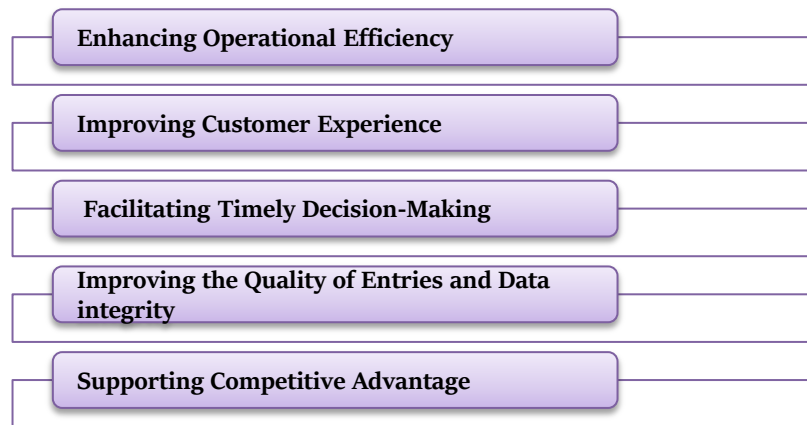 Enhancing Operational Efficiency
Improving Customer Experience
Facilitating Timely Decision-Making
Improving the Quality of Entries and Data
integrity
Supporting Competitive Advantage